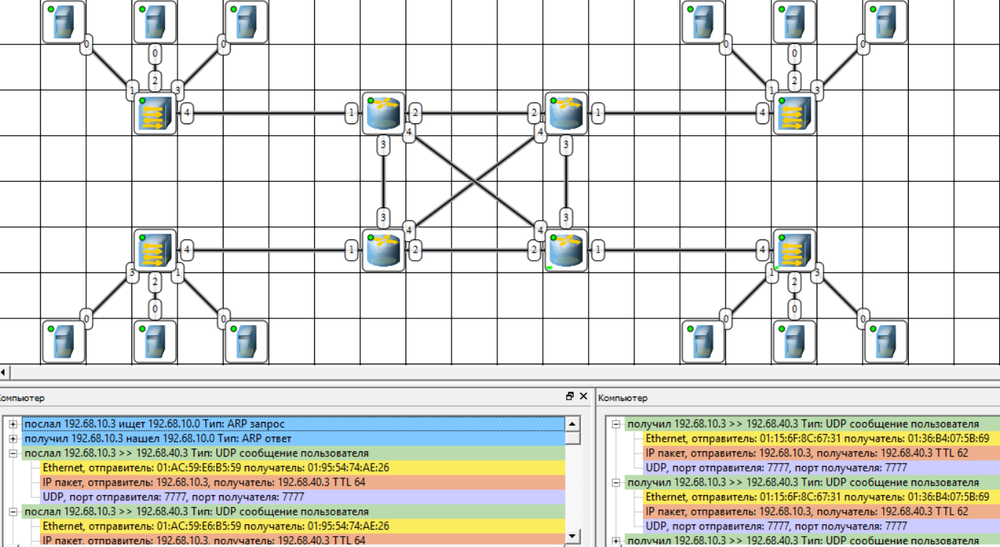 0
0
0
0
0
0
1
2
3
1
2
3
4
1
2
2
1
4
4
4
3
3
3
3
4
4
4
1
2
2
1
4
3
2
1
1
2
3
0
0
0
0
0
0
Компьютер
Компьютер
послал 192.68.10.3 ищет 192.68.10.0 Тип: ARP запрос
получил 192.68.10.3 нашел 192.68.10.0 Тип: ARP ответ
послал 192.68.10.3 >> 192.68.40.3 Тип: UDP сообщение пользователя
Ethernet, отправитель: 01:AC:59:E6:B5:59 получатель: 01:95:54:74:AE:26
IP пакет, отправитель: 192.68.10.3, получатель: 192.68.40.3 TTL 64
UDP, порт отправителя: 7777, порт получателя: 7777
послал 192.68.10.3 >> 192.68.40.3 Тип: UDP сообщение пользователя
Ethernet, отправитель: 01:AC:59:E6:B5:59 получатель: 01:95:54:74:AE:26
IP пакет, отправитель: 192.68.10.3, получатель: 192.68.40.3 TTL 64
получил 192.68.10.3 >> 192.68.40.3 Тип: UDP сообщение пользователя
Ethernet, отправитель: 01:15:6F:8C:67:31 получатель: 01:36:B4:07:5B:69
IP пакет, отправитель: 192.68.10.3, получатель: 192.68.40.3 TTL 62
UDP, порт отправителя: 7777, порт получателя: 7777
получил 192.68.10.3 >> 192.68.40.3 Тип: UDP сообщение пользователя
Ethernet, отправитель: 01:15:6F:8C:67:31 получатель: 01:36:B4:07:5B:69
IP пакет, отправитель: 192.68.10.3, получатель: 192.68.40.3 TTL 62
UDP, порт отправителя: 7777, порт получателя: 7777
получил 192.68.10.3 >> 192.68.40.3 Тип: UDP сообщение пользователя